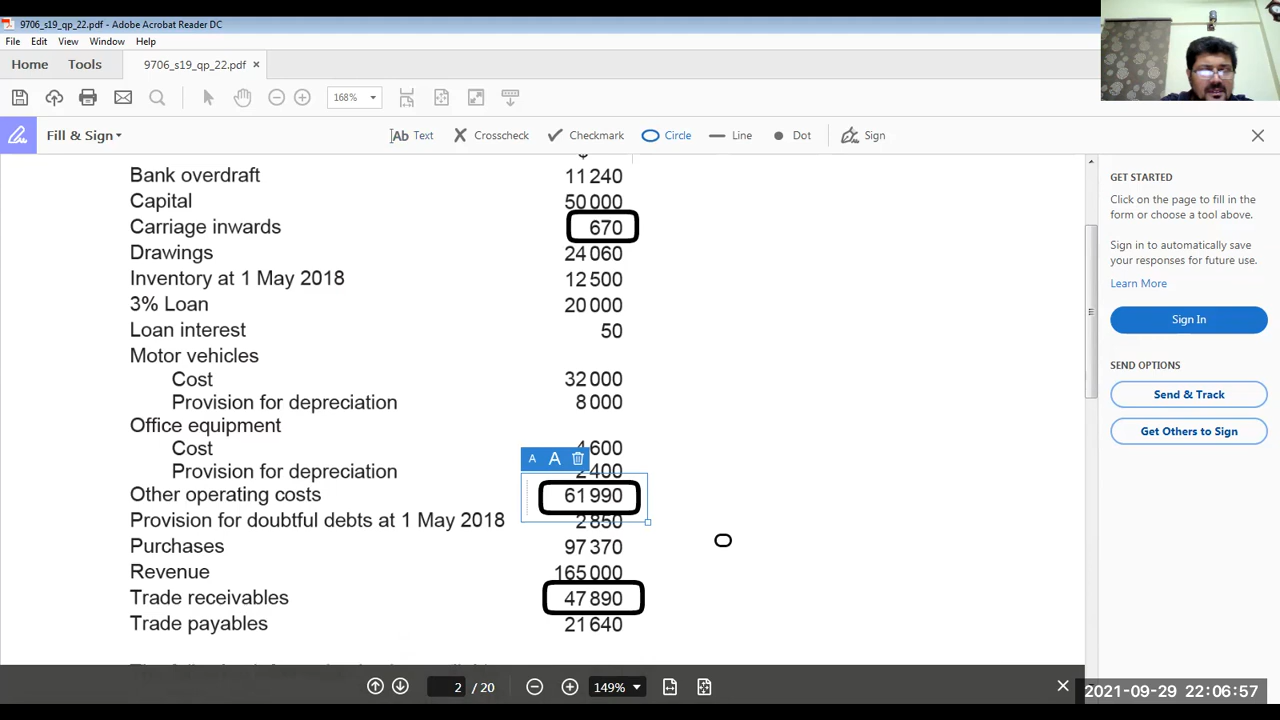 9706_s19_qp_22.pdf - Adobe Acrobat Reader DC
File Edit View Window Help
Home Tools 9706_s19_qp_22.pdf ×
168%
Fill & Sign Ab Text Crosscheck Checkmark Circle Line Dot Sign
Bank overdraft 11 240
Capital 50 000
Carriage inwards 670
Drawings 24 060
Inventory at 1 May 2018 12 500
3% Loan 20 000
Loan interest 50
Motor vehicles
Cost 32 000
Provision for depreciation 8 000
Office equipment
Cost 4 600
Provision for depreciation 2 400
A A
Other operating costs 61 990
Provision for doubtful debts at 1 May 2018 2 850
Purchases 97 370
Revenue 165 000
Trade receivables 47 890
Trade payables 21 640
GET STARTED
Click on the page to fill in the
form or choose a tool above.
Sign in to automatically save
your responses for future use.
Learn More
Sign In
SEND OPTIONS
Send & Track
Get Others to Sign
2 / 20 149%
2021-09-29 22:06:57